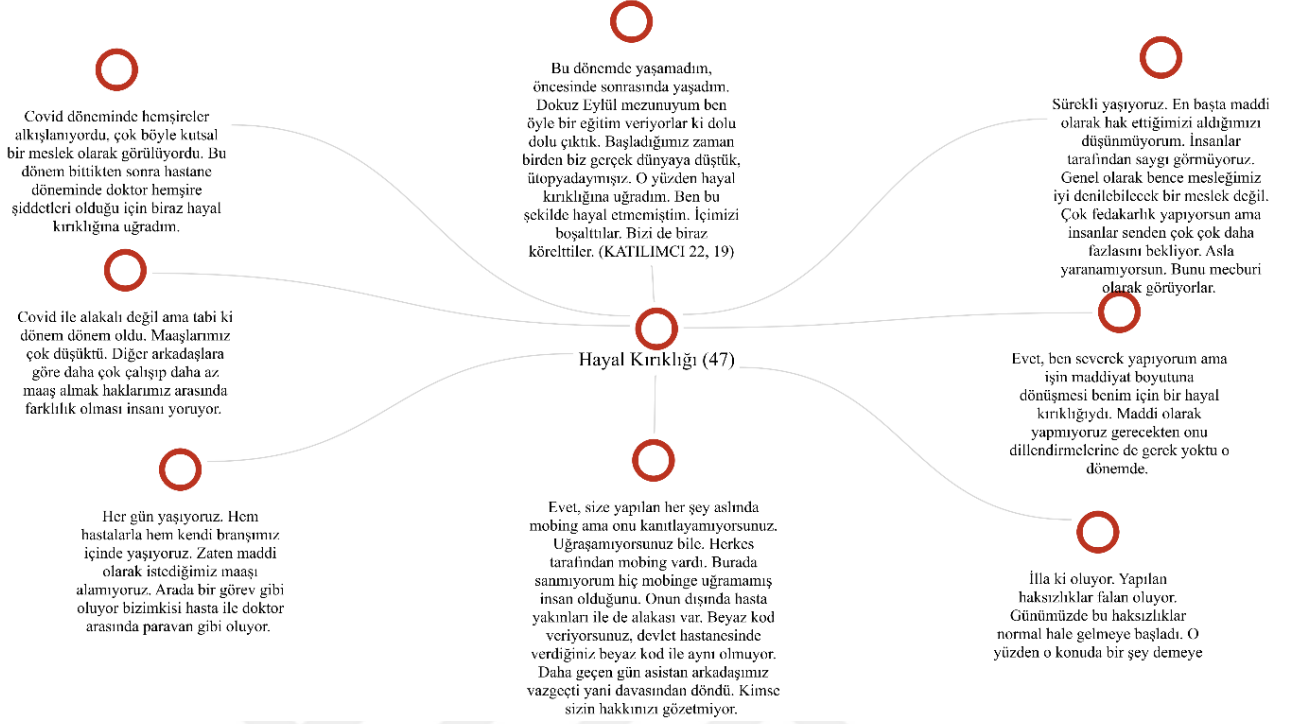 Covid döneminde hemşireler
alkışlanıyordu, çok böyle kutsal
bir meslek olarak görülüyordu. Bu
dönem bittikten sonra hastane
döneminde doktor hemşire
şiddetleri olduğu için biraz hayal
kırıklığına uğradım.
Bu dönemde yaşamadım,
öncesinde sonrasında yaşadım.
Dokuz Eylül mezunuyum ben
öyle bir eğitim veriyorlar ki dolu
dolu çıktık. Başladığımız zaman
birden biz gerçek dünyaya düştük,
ütopyadaymışız. O yüzden hayal
kırıklığına uğradım. Ben bu
şekilde hayal etmemiştim. İçimizi
boşalttılar. Bizi de biraz
körelttiler. (KATILIMCI 22, 19)
Sürekli yaşıyoruz. En başta maddi
olarak hak ettiğimizi aldığımızı
düşünmüyorum. İnsanlar
tarafından saygı görmüyoruz.
Genel olarak bence mesleğimiz
iyi denilebilecek bir meslek değil.
Çok fedakarlık yapıyorsun ama
insanlar senden çok çok daha
fazlasını bekliyor. Asla
yaranamıyorsun. Bunu mecburi
olarak görüyorlar.
Covid ile alakalı değil ama tabi ki
dönem dönem oldu. Maaşlarımız
çok düşüktü. Diğer arkadaşlara
göre daha çok çalışıp daha az
maaş almak haklarımız arasında
farklılık olması insanı yoruyor.
Hayal Kırıklığı (47)
Evet, ben severek yapıyorum ama
işin maddiyat boyutuna
dönüşmesi benim için bir hayal
kırıklığıydı. Maddi olarak
yapmıyoruz gerecekten onu
dillendirmelerine de gerek yoktu o
dönemde.
Her gün yaşıyoruz. Hem
hastalarla hem kendi branşımız
içinde yaşıyoruz. Zaten maddi
olarak istediğimiz maaşı
alamıyoruz. Arada bir görev gibi
oluyor bizimkisi hasta ile doktor
arasında paravan gibi oluyor.
Evet, size yapılan her şey aslında
mobing ama onu kanıtlayamıyorsunuz.
Uğraşamıyorsunuz bile. Herkes
tarafından mobing vardı. Burada
sanmıyorum hiç mobinge uğramamış
insan olduğunu. Onun dışında hasta
yakınları ile de alakası var. Beyaz kod
veriyorsunuz, devlet hastanesinde
verdiğiniz beyaz kod ile aynı olmuyor.
Daha geçen gün asistan arkadaşımız
vazgeçti yani davasından döndü. Kimse
sizin hakkınızı gözetmiyor.
İlla ki oluyor. Yapılan
haksızlıklar falan oluyor.
Günümüzde bu haksızlıklar
normal hale gelmeye başladı. O
yüzden o konuda bir şey demeye